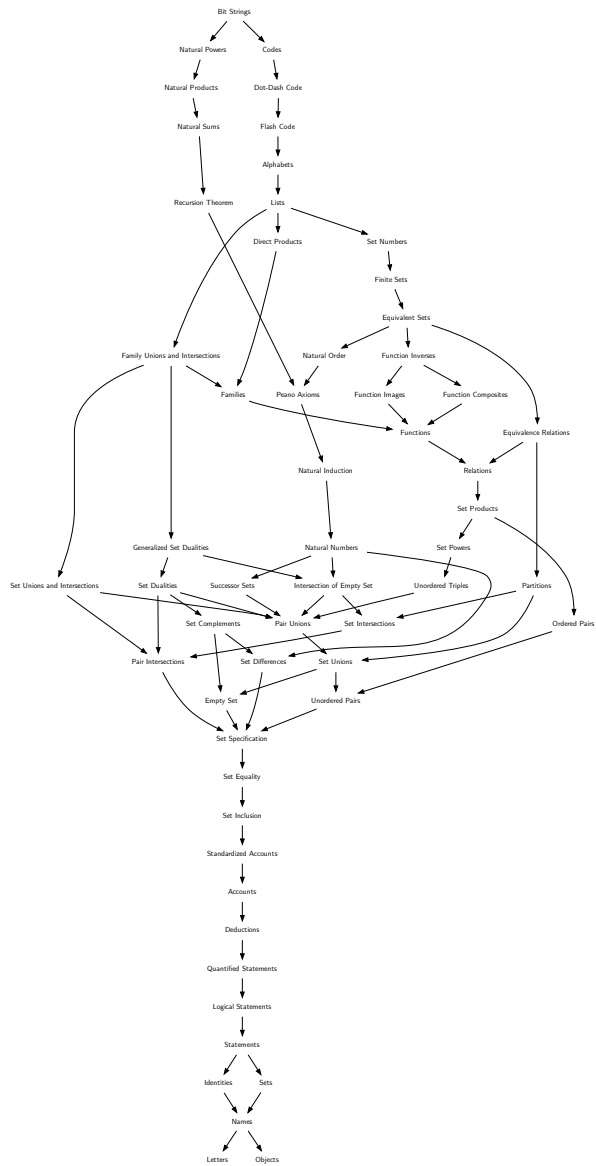 Bit Strings
Natural Powers
Codes
Natural Products
Dot-Dash Code
Natural Sums
Flash Code
Alphabets
Recursion Theorem
Lists
Direct Products
Set Numbers
Finite Sets
Equivalent Sets
Family Unions and Intersections
Natural Order
Function Inverses
Families
Peano Axioms
Function Images
Function Composites
Functions
Equivalence Relations
Natural Induction
Relations
Set Products
Generalized Set Dualities
Natural Numbers
Set Powers
Set Unions and Intersections
Set Dualities
Successor Sets
Intersection of Empty Set
Unordered Triples
Partitions
Set Complements
Pair Unions
Set Intersections
Ordered Pairs
Pair Intersections
Set Differences
Set Unions
Empty Set
Unordered Pairs
Set Specification
Set Equality
Set Inclusion
Standardized Accounts
Accounts
Deductions
Quantified Statements
Logical Statements
Statements
Identities
Sets
Names
Letters
Objects